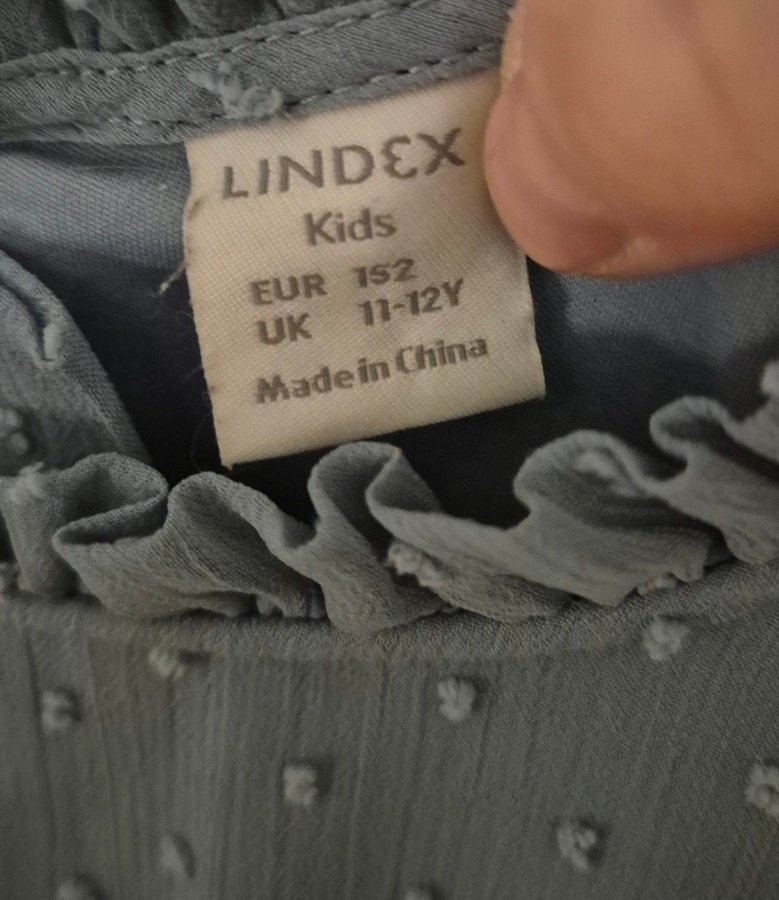 LINDEX
Kids
EUR 152
UK 11-12Y
Made in China